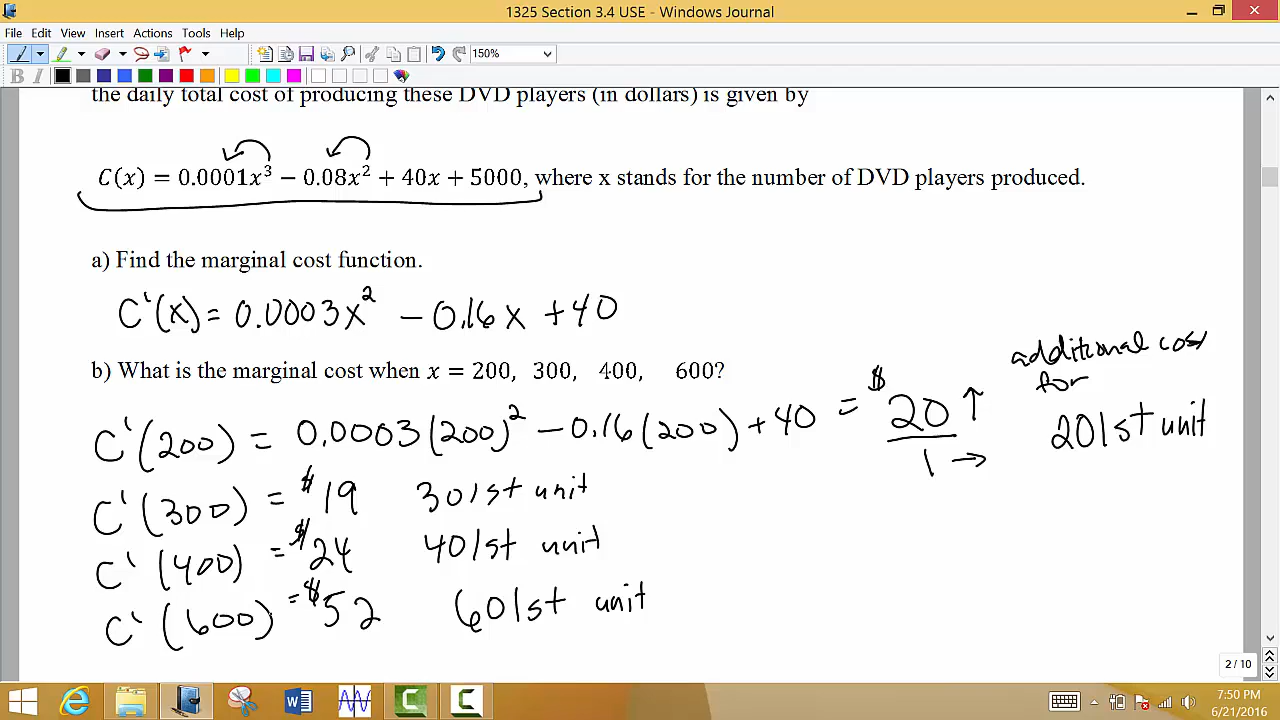 1325 Section 3.4 USE - Windows Journal
File Edit View Insert Actions Tools Help
150%
B I
the daily total cost of producing these DVD players (in dollars) is given by
C(x) = 0.0001x³ − 0.08x² + 40x + 5000, where x stands for the number of DVD players produced.
a) Find the marginal cost function.
C'(x) = 0.0003x² − 0.16x + 40
b) What is the marginal cost when x = 200, 300, 400, 600?
C'(200) = 0.0003(200)² − 0.16(200) + 40 = $20↑
1 →
additional cost
for
201st unit
C'(300) = $19 301st unit
C'(400) = $24 401st unit
C'(600) = $52 601st unit
2 / 10
7:50 PM
6/21/2016